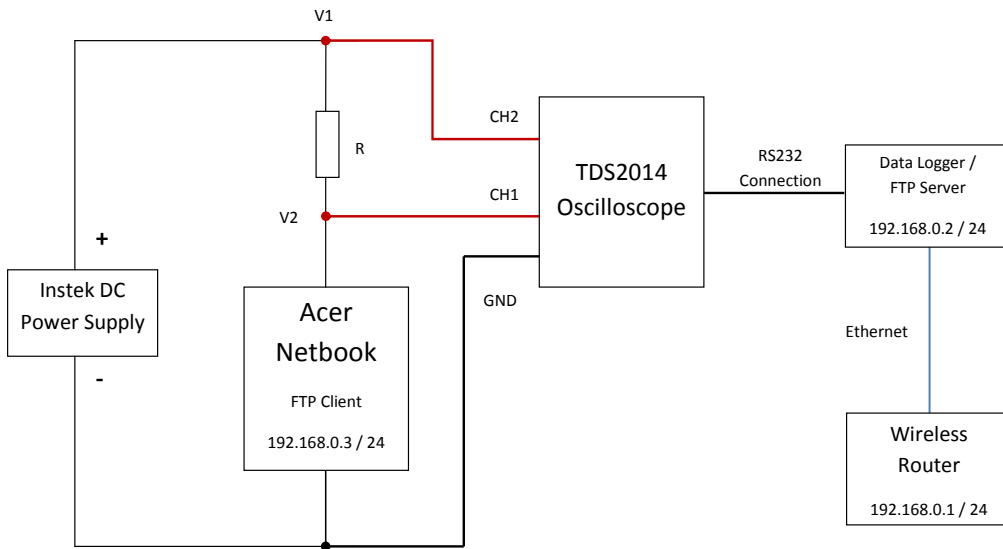 V1
CH2
R
TDS2014
Oscilloscope
RS232
Connection
Data Logger /
FTP Server
192.168.0.2 / 24
CH1
V2
+
Instek DC
Power Supply
-
GND
Acer
Netbook
FTP Client
192.168.0.3 / 24
Ethernet
Wireless
Router
192.168.0.1 / 24